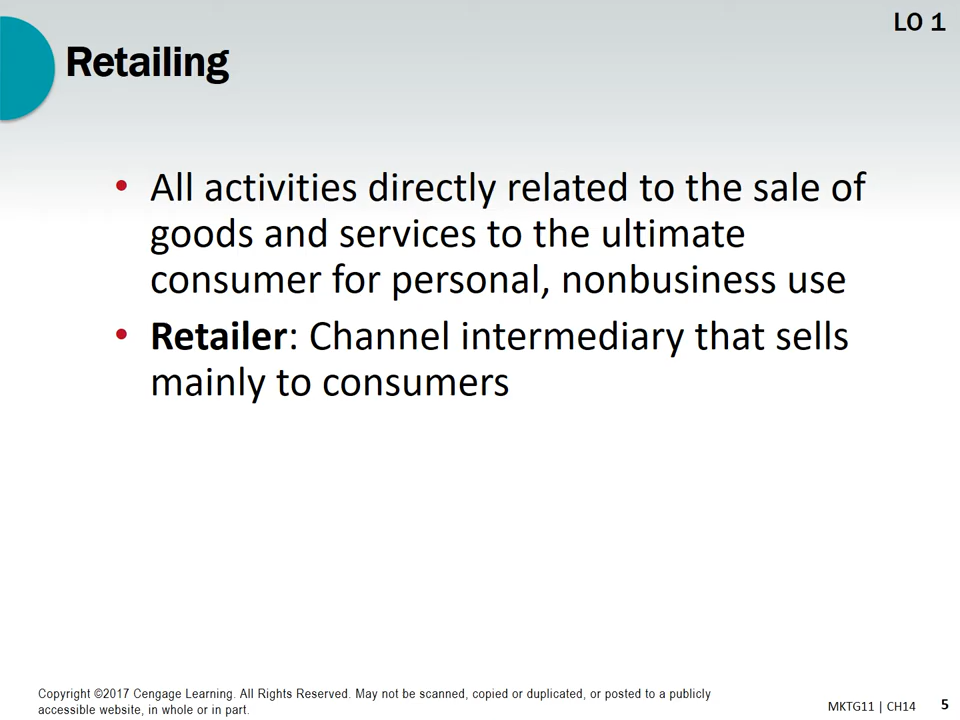 LO 1
Retailing
• All activities directly related to the sale of
goods and services to the ultimate
consumer for personal, nonbusiness use
• Retailer: Channel intermediary that sells
mainly to consumers
Copyright ©2017 Cengage Learning. All Rights Reserved. May not be scanned, copied or duplicated, or posted to a publicly
accessible website, in whole or in part.
MKTG11 | CH14 5